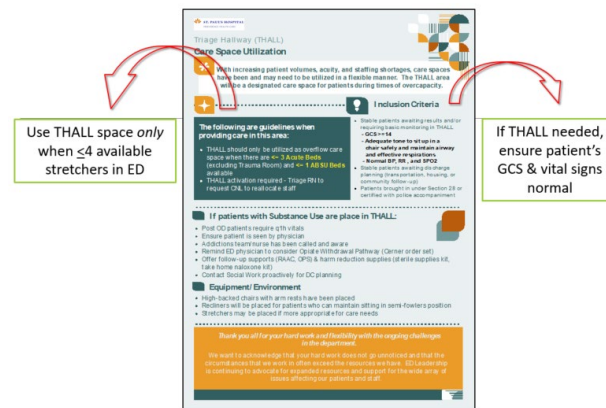 ST. PAUL'S HOSPITAL
Triage Hallway (THALL)
Care Space Utilization
With increasing patient volumes, acuity, and staffing shortages, care spaces
have been and may need to be utilized in a flexible manner. The THALL area
will be a designated care space for patients during times of overcapacity.
Use THALL space only
when <4 available
stretchers in ED
The following are guidelines when
providing care in this area:
• THALL should only be utilized as overflow care
space when there are <= 3 Acute Beds
(excluding Trauma Room) and <= 1 ABSU Beds
available
• THALL activation required - Triage RN to
request CNL to reallocate staff
Inclusion Criteria
• Stable patients awaiting results and/or
requiring basic monitoring in THALL
- GCS >= 14
- Adequate tone to sit up in a
chair safely and maintain airway
and effective respirations
- Normal BP, RR, and SPO2
• Stable patients awaiting discharge
planning (transportation, housing, or
community follow-up)
• Patients brought in under Section 28 or
certified with police accompaniment
If THALL needed,
ensure patient's
GCS & vital signs
normal
If patients with Substance Use are place in THALL:
• Post OD patients require q1h vitals
• Ensure patient is seen by physician
• Addictions team/nurse has been called and aware
• Remind ED physician to consider Opiate Withdrawal Pathway (Cerner order set)
• Offer follow-up supports (RAAC, OPS) & harm reduction supplies (sterile supplies kit,
take home naloxone kit)
• Contact Social Work proactively for DC planning
Equipment/ Environment
• High-backed chairs with arm rests have been placed
• Recliners will be placed for patients who can maintain sitting in semi-fowlers position
• Stretchers may be placed if more appropriate for care needs
Thank you all for your hard work and flexibility with the ongoing challenges
in the department.
We want to acknowledge that your hard work does not go unnoticed and that the
circumstances that we work in often exceed the resources we have. ED Leadership
is continuing to advocate for expanded resources and support for the wide array of
issues affecting our patients and staff.